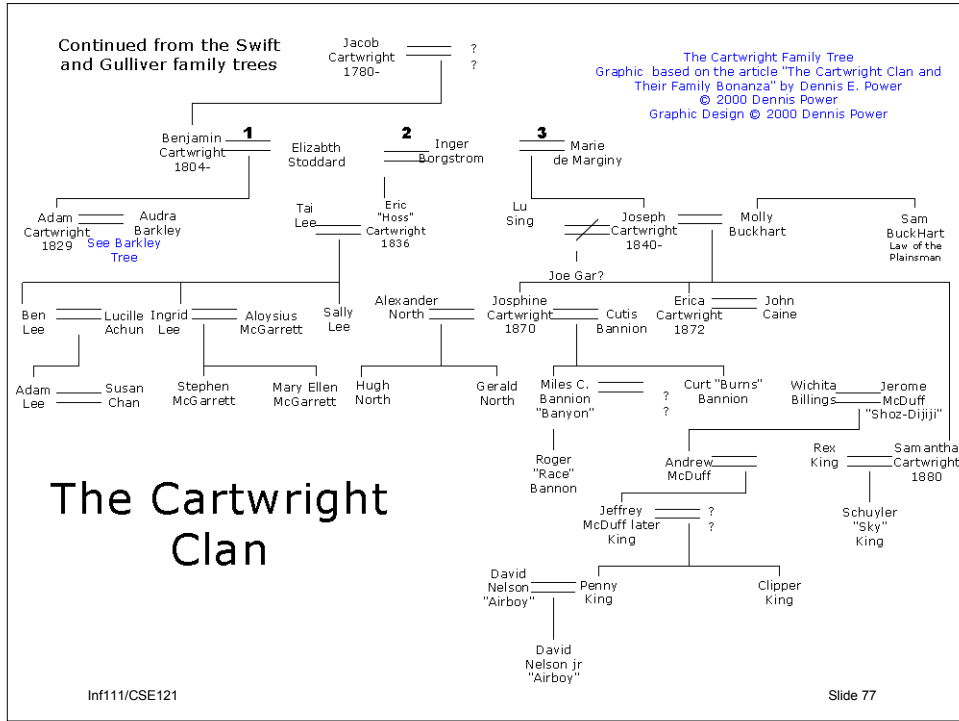 Continued from the Swift
and Gulliver family trees
Jacob
Cartwright
1780-
?
?
The Cartwright Family Tree
Graphic based on the article "The Cartwright Clan and
Their Family Bonanza" by Dennis E. Power
© 2000 Dennis Power
Graphic Design © 2000 Dennis Power
Benjamin
Cartwright
1804-
1
Elizabth
Stoddard
2
Inger
Borgstrom
3
Marie
de Marginy
Adam
Cartwright
1829
Audra
Barkley
See Barkley
Tree
Tai
Lee
Eric
"Hoss"
Cartwright
1836
Lu
Sing
Joseph
Cartwright
1840-
Molly
Buckhart
Sam
BuckHart
Law of the
Plainsman
Joe Gar?
Ben
Lee
Lucille
Achun
Ingrid
Lee
Aloysius
McGarrett
Sally
Lee
Alexander
North
Josphine
Cartwright
1870
Cutis
Bannion
Erica
Cartwright
1872
John
Caine
Adam
Lee
Susan
Chan
Stephen
McGarrett
Mary Ellen
McGarrett
Hugh
North
Gerald
North
Miles C.
Bannion
"Banyon"
?
?
Curt "Burns"
Bannion
Wichita
Billings
Jerome
McDuff
"Shoz-Dijiji"
Roger
"Race"
Bannon
Andrew
McDuff
Rex
King
Samantha
Cartwright
1880
The Cartwright
Clan
Jeffrey
McDuff later
King
?
?
Schuyler
"Sky"
King
David
Nelson
"Airboy"
Penny
King
Clipper
King
David
Nelson jr
"Airboy"
Inf111/CSE121
Slide 77